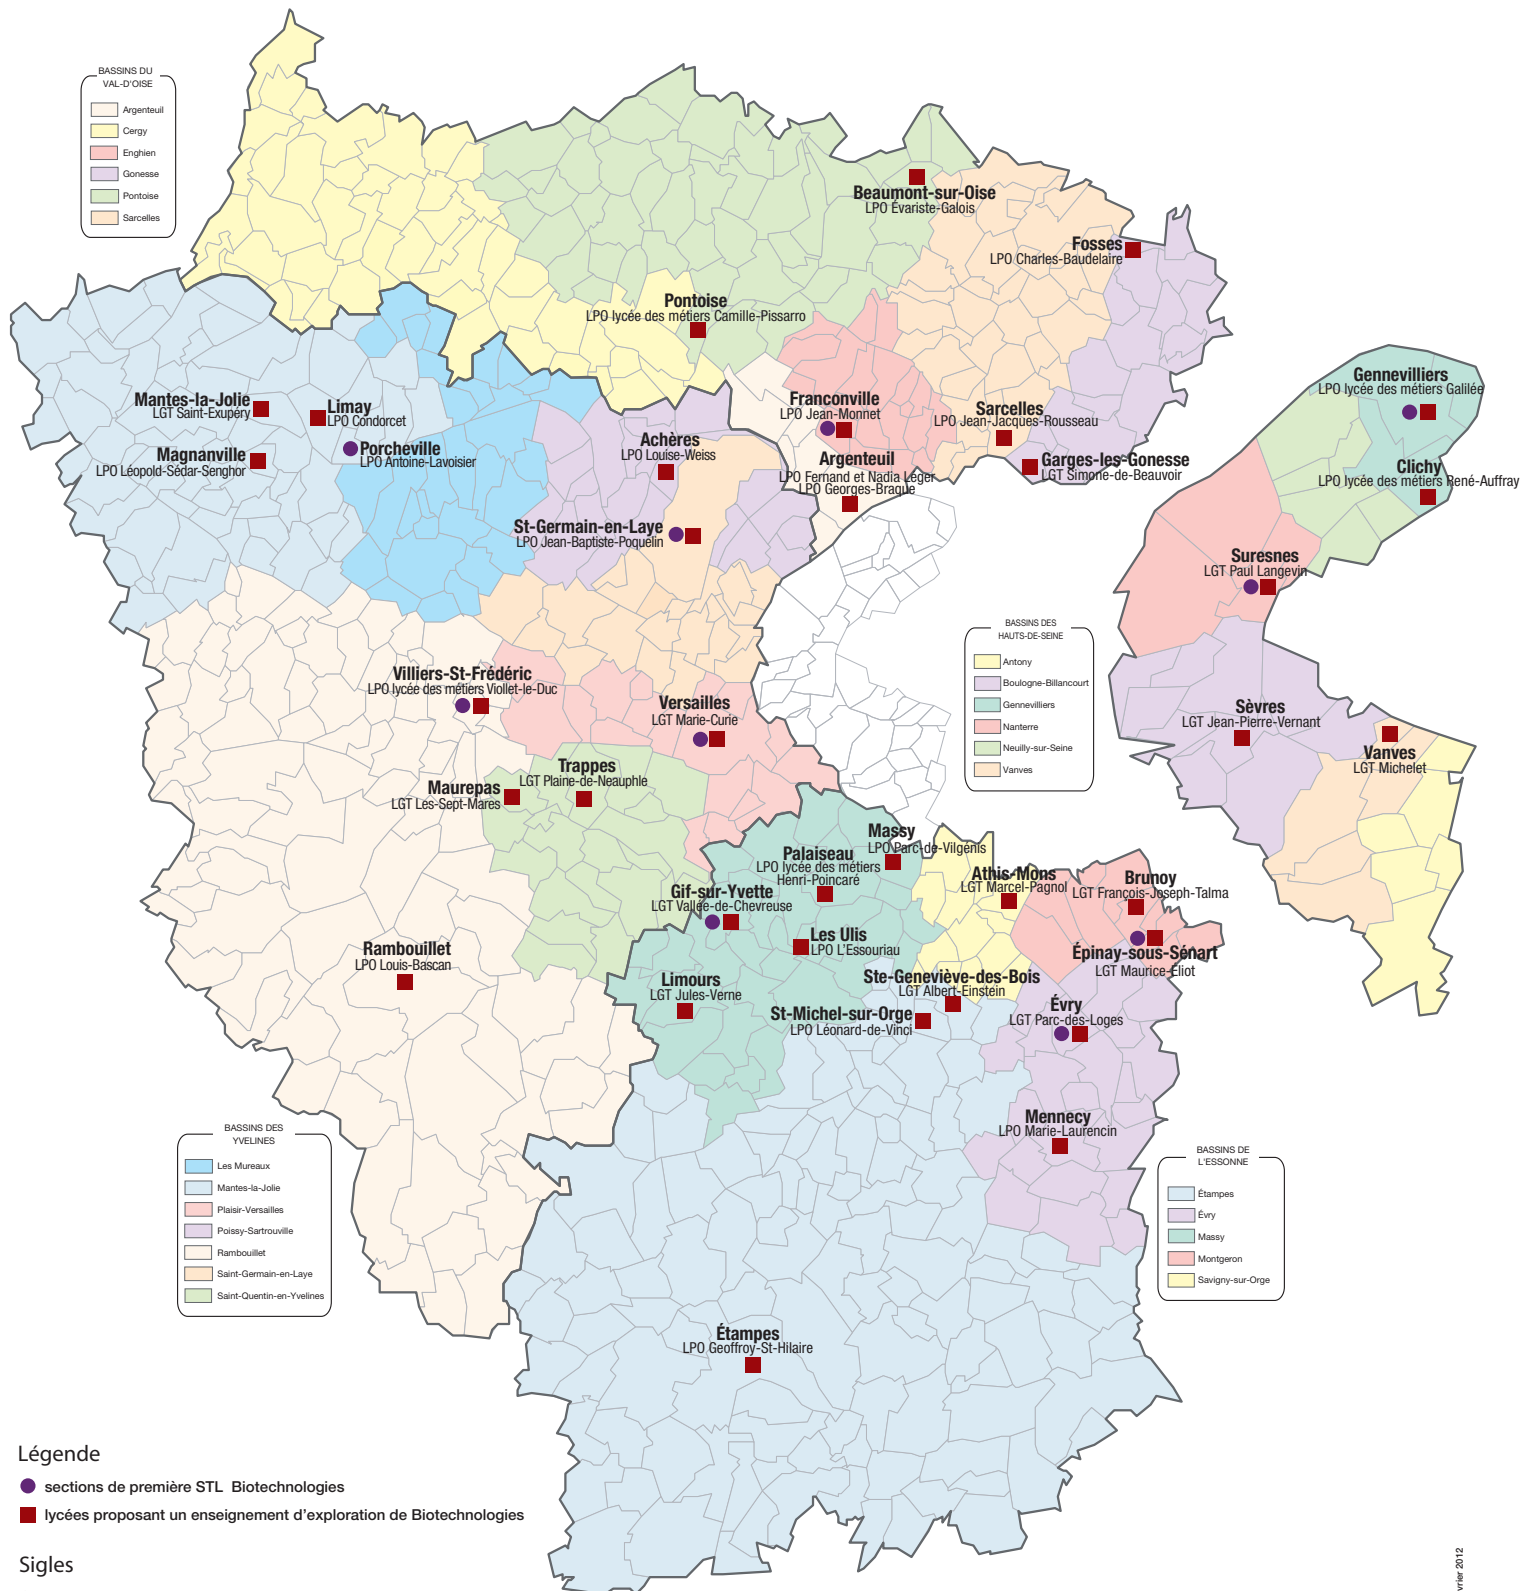 BASSINS DU
VAL-D'OISE
Argenteuil
Cergy
Enghien
Gonesse
Pontoise
Sarcelles
Beaumont-sur-Oise
LPO Évariste-Galois
Fosses
LPO Charles-Baudelaire
Pontoise
LPO lycée des métiers Camille-Pissarro
Mantes-la-Jolie
LGT Saint-Exupéry
Limay
LPO Condorcet
Magnanville
LPO Léopold-Sédar-Senghor
Porcheville
LPO Antoine-Lavoisier
Achères
LPO Louise-Weiss
Franconville
LPO Jean-Monnet
Sarcelles
LPO Jean-Jacques-Rousseau
Argenteuil
LPO Fernand et Nadia Léger
LPO Georges-Braque
Garges-les-Gonesse
LGT Simone-de-Beauvoir
St-Germain-en-Laye
LPO Jean-Baptiste-Poquelin
Gennevilliers
LPO lycée des métiers Galilée
Clichy
LPO lycée des métiers René-Auffray
Suresnes
LGT Paul Langevin
BASSINS DES
HAUTS-DE-SEINE
Antony
Boulogne-Billancourt
Gennevilliers
Nanterre
Neuilly-sur-Seine
Vanves
Sèvres
LGT Jean-Pierre-Vernant
Vanves
LGT Michelet
Villiers-St-Frédéric
LPO lycée des métiers Viollet-le-Duc
Versailles
LGT Marie-Curie
Trappes
LGT Plaine-de-Neauphle
Maurepas
LGT Les-Sept-Mares
Massy
LPO Parc-de-Vilgénis
Palaiseau
LPO lycée des métiers
Henri-Poincaré
Athis-Mons
LGT Marcel-Pagnol
Brunoy
LGT François-Joseph-Talma
Gif-sur-Yvette
LGT Vallée-de-Chevreuse
Les Ulis
LPO L'Essouriau
Épinay-sous-Sénart
LGT Maurice-Eliot
Rambouillet
LPO Louis-Bascan
Limours
LGT Jules-Verne
Ste-Geneviève-des-Bois
LGT Albert-Einstein
St-Michel-sur-Orge
LPO Léonard-de-Vinci
Évry
LGT Parc-des-Loges
Mennecy
LPO Marie-Laurencin
BASSINS DES
YVELINES
Les Mureaux
Mantes-la-Jolie
Plaisir-Versailles
Poissy-Sartrouville
Rambouillet
Saint-Germain-en-Laye
Saint-Quentin-en-Yvelines
BASSINS DE
L'ESSONNE
Étampes
Évry
Massy
Montgeron
Savigny-sur-Orge
Étampes
LPO Geoffroy-St-Hilaire
Légende
sections de première STL Biotechnologies
lycées proposant un enseignement d'exploration de Biotechnologies
Sigles
vrier 2012